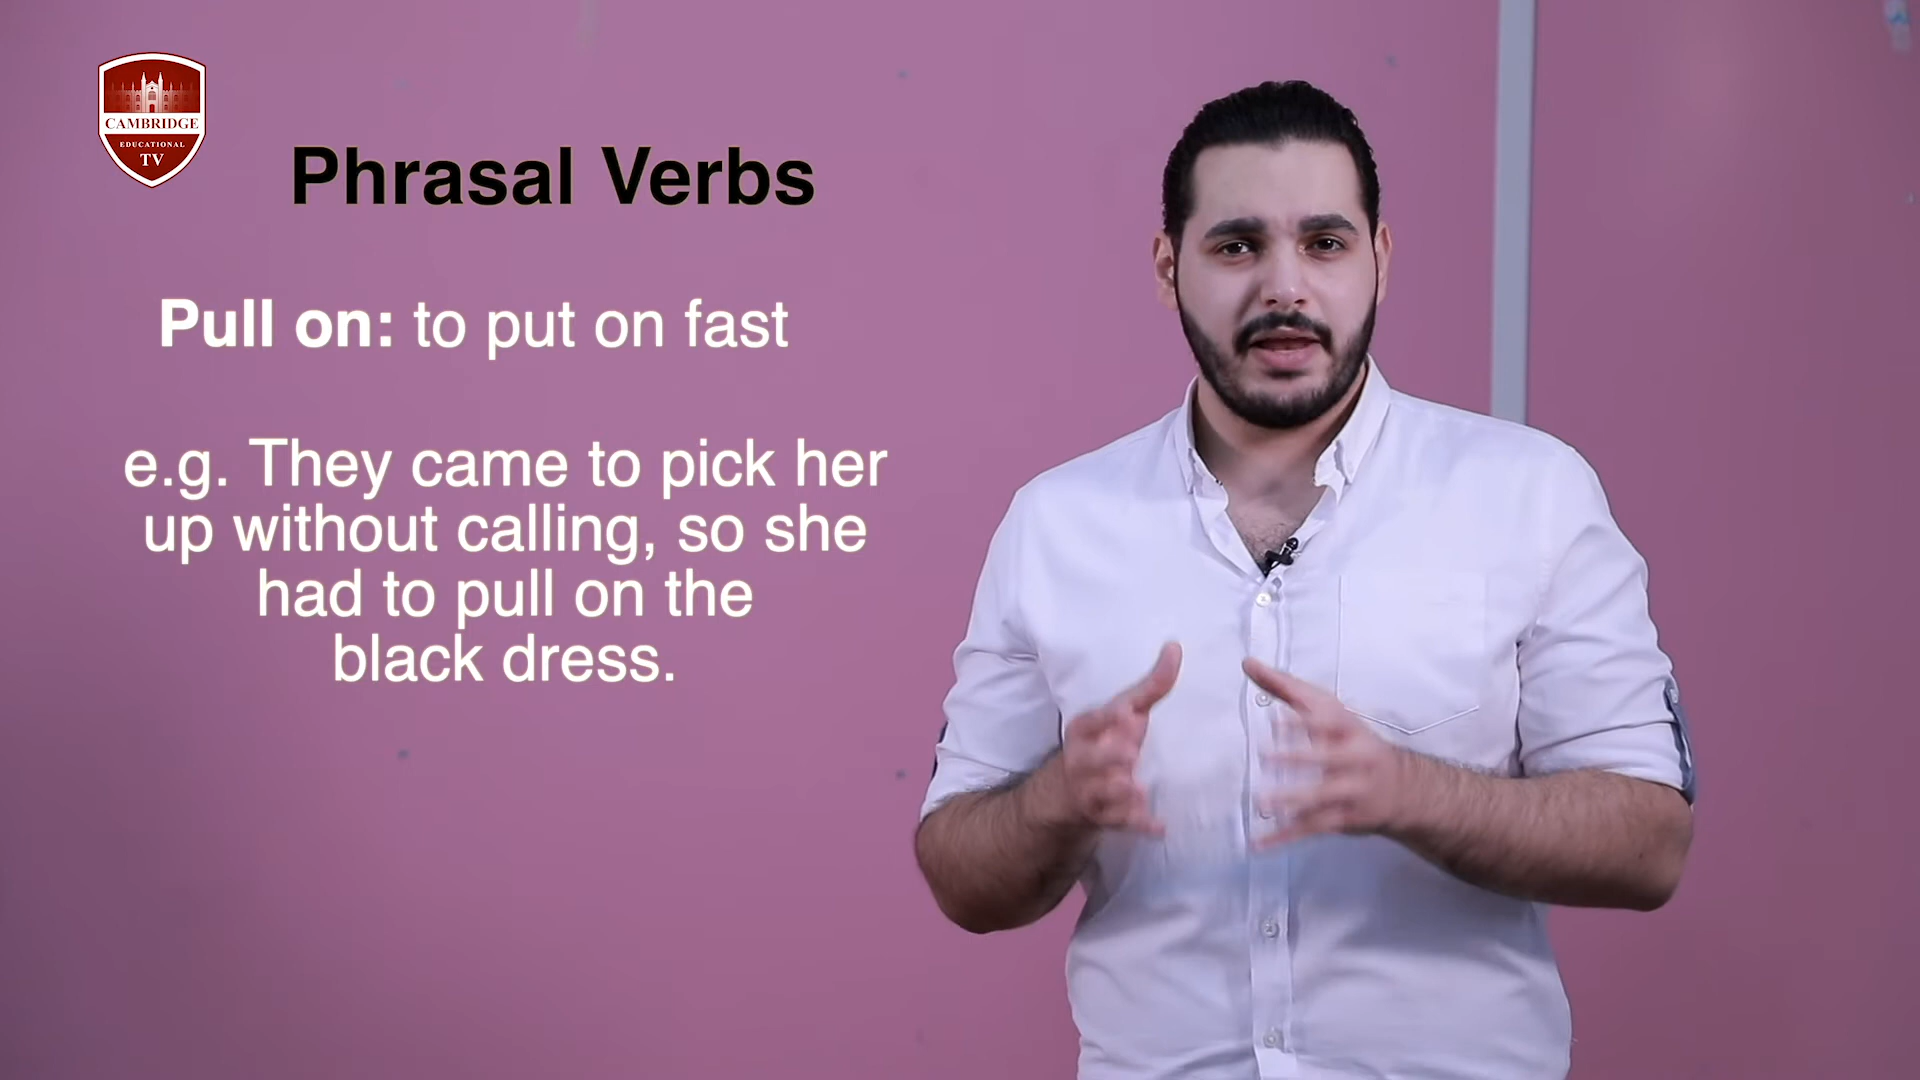 CAMBRIDGE
EDUCATIONAL
TV
Phrasal Verbs
Pull on: to put on fast
e.g. They came to pick her
up without calling, so she
had to pull on the
black dress.